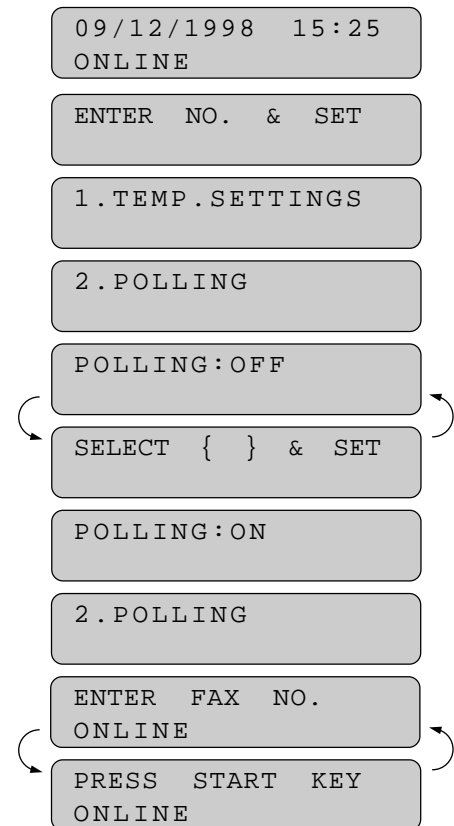 09/12/1998 15:25
ONLINE
ENTER NO. & SET
1.TEMP.SETTINGS
2.POLLING
POLLING:OFF
SELECT { } & SET
POLLING:ON
2.POLLING
ENTER FAX NO.
ONLINE
PRESS START KEY
ONLINE